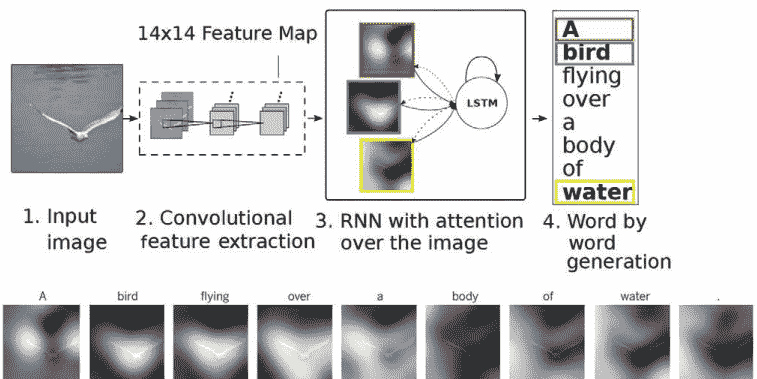 14x14 Feature Map
LSTM
A
bird
flying
over
a
body
of
water
1. Input
image
2. Convolutional
feature extraction
3. RNN with attention
over the image
4. Word by
word
generation
A bird flying over a body of water .